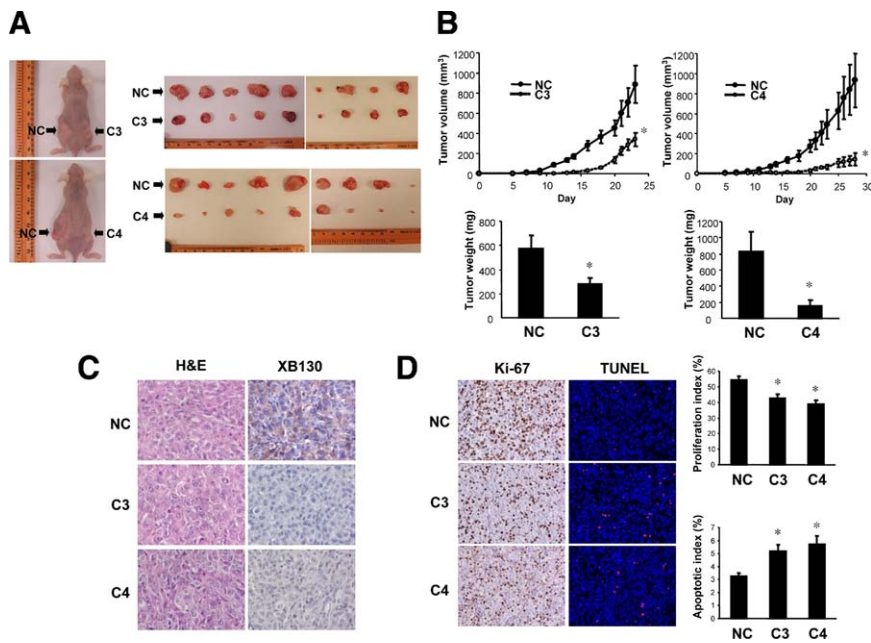 A
NC
C3
NC
C4
NC
C3
NC
C4
B
Tumor volume (mm³)
1200
1000
800
600
400
200
0
NC
C3
*
0 5 10 15 20 25
Day
Tumor volume (mm³)
1200
1000
800
600
400
200
0
NC
C4
*
0 5 10 15 20 25 30
Day
Tumor weight (mg)
800
600
400
200
0
*
NC C3
Tumor weight (mg)
1200
1000
800
600
400
200
0
*
NC C4
C
H&E XB130
NC
C3
C4
D
Ki-67 TUNEL
NC
C3
C4
Proliferation index (%)
60
50
40
30
20
10
0
* *
NC C3 C4
Apoptotic index (%)
7
6
5
4
3
2
1
0
* *
NC C3 C4